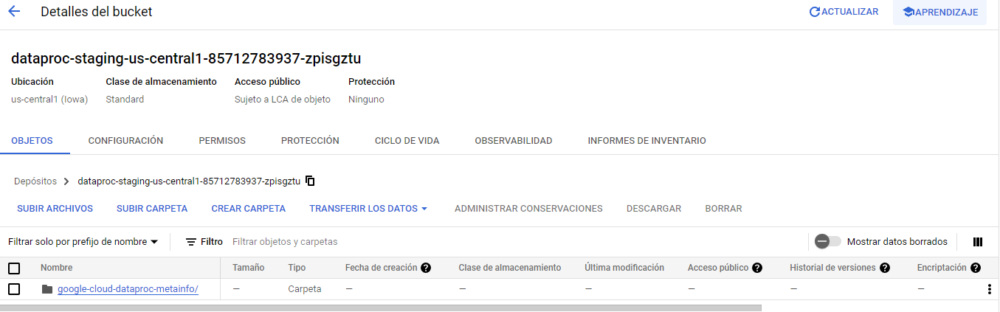 Detalles del bucket ACTUALIZAR APRENDIZAJE
dataproc-staging-us-central1-85712783937-zpisgztu
Ubicación Clase de almacenamiento Acceso público Protección
us-central1 (Iowa) Standard Sujeto a LCA de objeto Ninguno
OBJETOS CONFIGURACIÓN PERMISOS PROTECCIÓN CICLO DE VIDA OBSERVABILIDAD INFORMES DE INVENTARIO
Depósitos > dataproc-staging-us-central1-85712783937-zpisgztu
SUBIR ARCHIVOS SUBIR CARPETA CREAR CARPETA TRANSFERIR LOS DATOS ADMINISTRAR CONSERVACIONES DESCARGAR BORRAR
Filtrar solo por prefijo de nombre Filtro Filtrar objetos y carpetas Mostrar datos borrados
Nombre Tamaño Tipo Fecha de creación ? Clase de almacenamiento Última modificación Acceso público ? Historial de versiones ? Encriptación ?
google-cloud-dataproc-metainfo/ — Carpeta — — — — — —